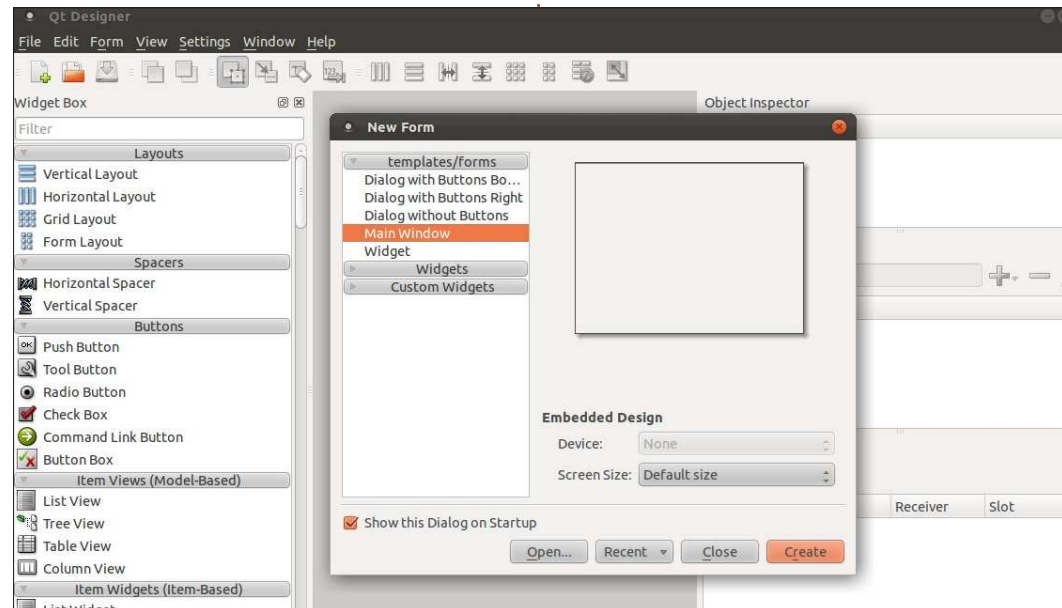 Qt Designer
File Edit Form View Settings Window Help
Widget Box
Filter
Layouts
Vertical Layout
Horizontal Layout
Grid Layout
Form Layout
Spacers
Horizontal Spacer
Vertical Spacer
Buttons
OK Push Button
Tool Button
Radio Button
Check Box
Command Link Button
Button Box
Item Views (Model-Based)
List View
Tree View
Table View
Column View
Item Widgets (Item-Based)
New Form
templates/forms
Dialog with Buttons Bo...
Dialog with Buttons Right
Dialog without Buttons
Main Window
Widget
Widgets
Custom Widgets
Embedded Design
Device: None
Screen Size: Default size
Show this Dialog on Startup
Open... Recent Close Create
Object Inspector
Receiver Slot